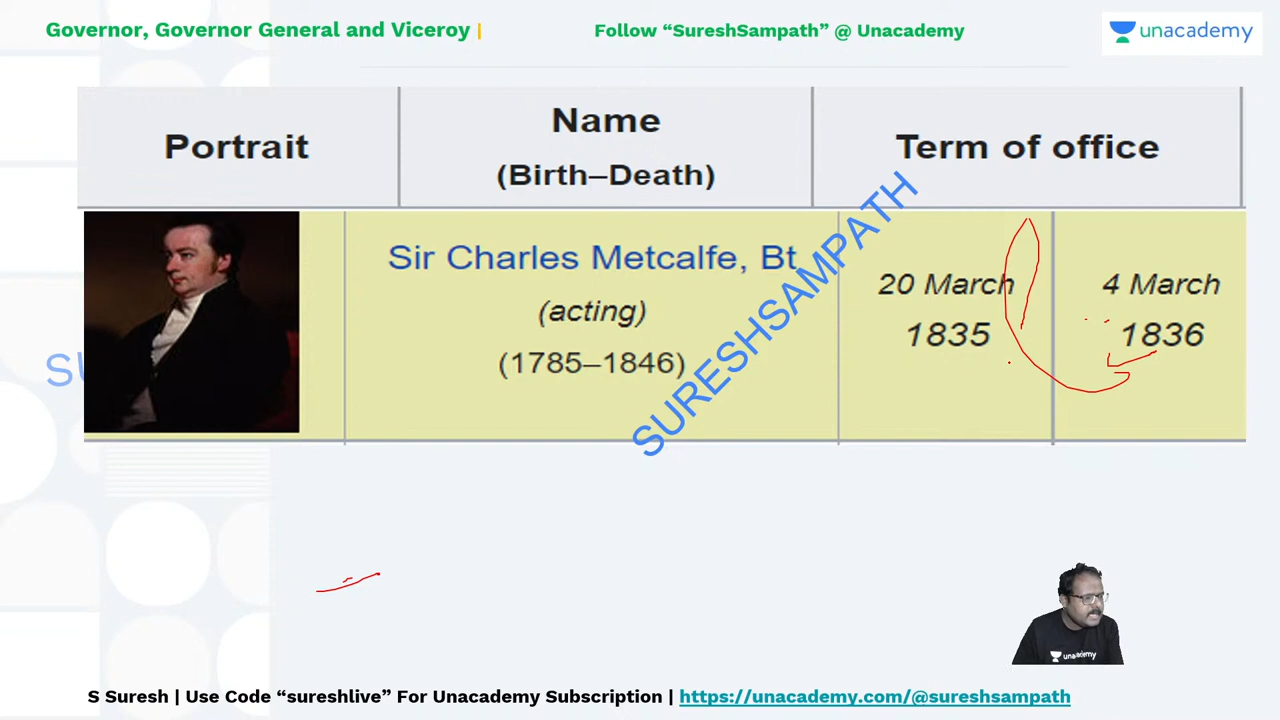 Governor, Governor General and Viceroy |
Follow “SureshSampath” @ Unacademy
unacademy
Portrait
Name
(Birth–Death)
Term of office
Sir Charles Metcalfe, Bt
(acting)
(1785–1846)
20 March
1835
4 March
1836
SURESHSAMPATH
SU
unacademy
S Suresh | Use Code “sureshlive” For Unacademy Subscription | https://unacademy.com/@sureshsampath